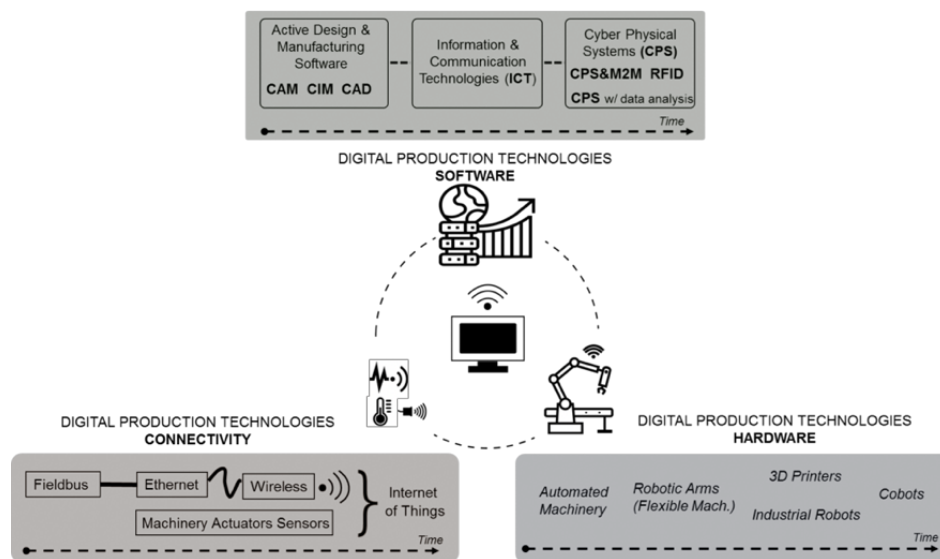 Active Design &
Manufacturing
Software
CAM CIM CAD
Information &
Communication
Technologies (ICT)
Cyber Physical
Systems (CPS)
CPS&M2M RFID
CPS w/ data analysis
Time
DIGITAL PRODUCTION TECHNOLOGIES
SOFTWARE
DIGITAL PRODUCTION TECHNOLOGIES
CONNECTIVITY
Fieldbus
Ethernet
Wireless
Machinery Actuators Sensors
Internet
of Things
Time
DIGITAL PRODUCTION TECHNOLOGIES
HARDWARE
Automated
Machinery
Robotic Arms
(Flexible Mach.)
3D Printers
Industrial Robots
Cobots
Time